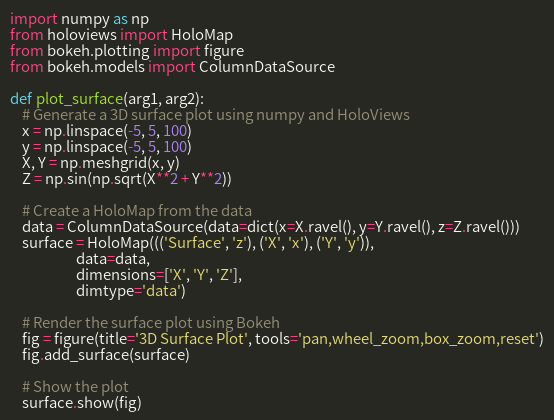 import numpy as np
from holoviews import HoloMap
from bokeh.plotting import figure
from bokeh.models import ColumnDataSource

def plot_surface(arg1, arg2):
    # Generate a 3D surface plot using numpy and HoloViews
    x = np.linspace(-5, 5, 100)
    y = np.linspace(-5, 5, 100)
    X, Y = np.meshgrid(x, y)
    Z = np.sin(np.sqrt(X**2 + Y**2))

    # Create a HoloMap from the data
    data = ColumnDataSource(data=dict(x=X.ravel(), y=Y.ravel(), z=Z.ravel()))
    surface = HoloMap((('Surface', 'z'), ('X', 'x'), ('Y', 'y')),
                      data=data,
                      dimensions=['X', 'Y', 'Z'],
                      dimtype='data')

    # Render the surface plot using Bokeh
    fig = figure(title='3D Surface Plot', tools='pan,wheel_zoom,box_zoom,reset')
    fig.add_surface(surface)

    # Show the plot
    surface.show(fig)